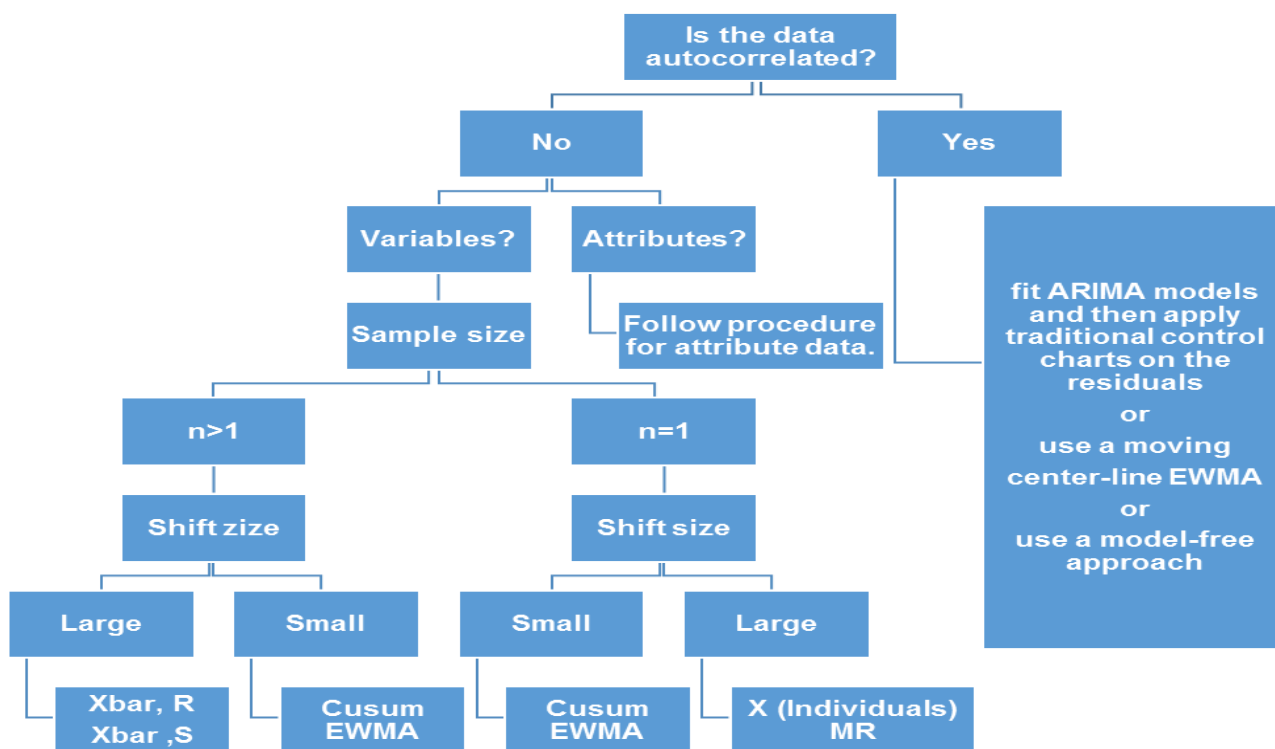 Is the data
autocorrelated?
No
Yes
Variables?
Attributes?
Sample size
Follow procedure
for attribute data.
fit ARIMA models
and then apply
traditional control
charts on the
residuals
or
use a moving
center-line EWMA
or
use a model-free
approach
n>1
n=1
Shift zize
Shift size
Large
Small
Small
Large
Xbar, R
Xbar ,S
Cusum
EWMA
Cusum
EWMA
X (Individuals)
MR